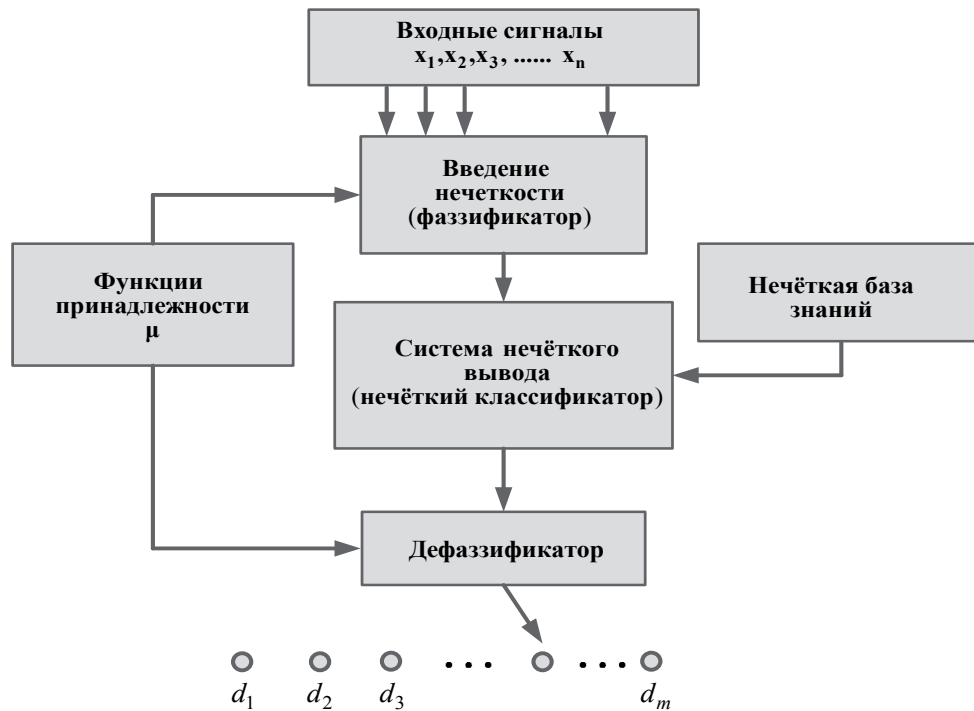 Входные сигналы
x₁,x₂,x₃, ...... xₙ
Введение
нечеткости
(фаззификатор)
Функции
принадлежности
μ
Нечёткая база
знаний
Система нечёткого
вывода
(нечёткий классификатор)
Дефаззификатор
. . . . . .
d₁ d₂ d₃ dₘ